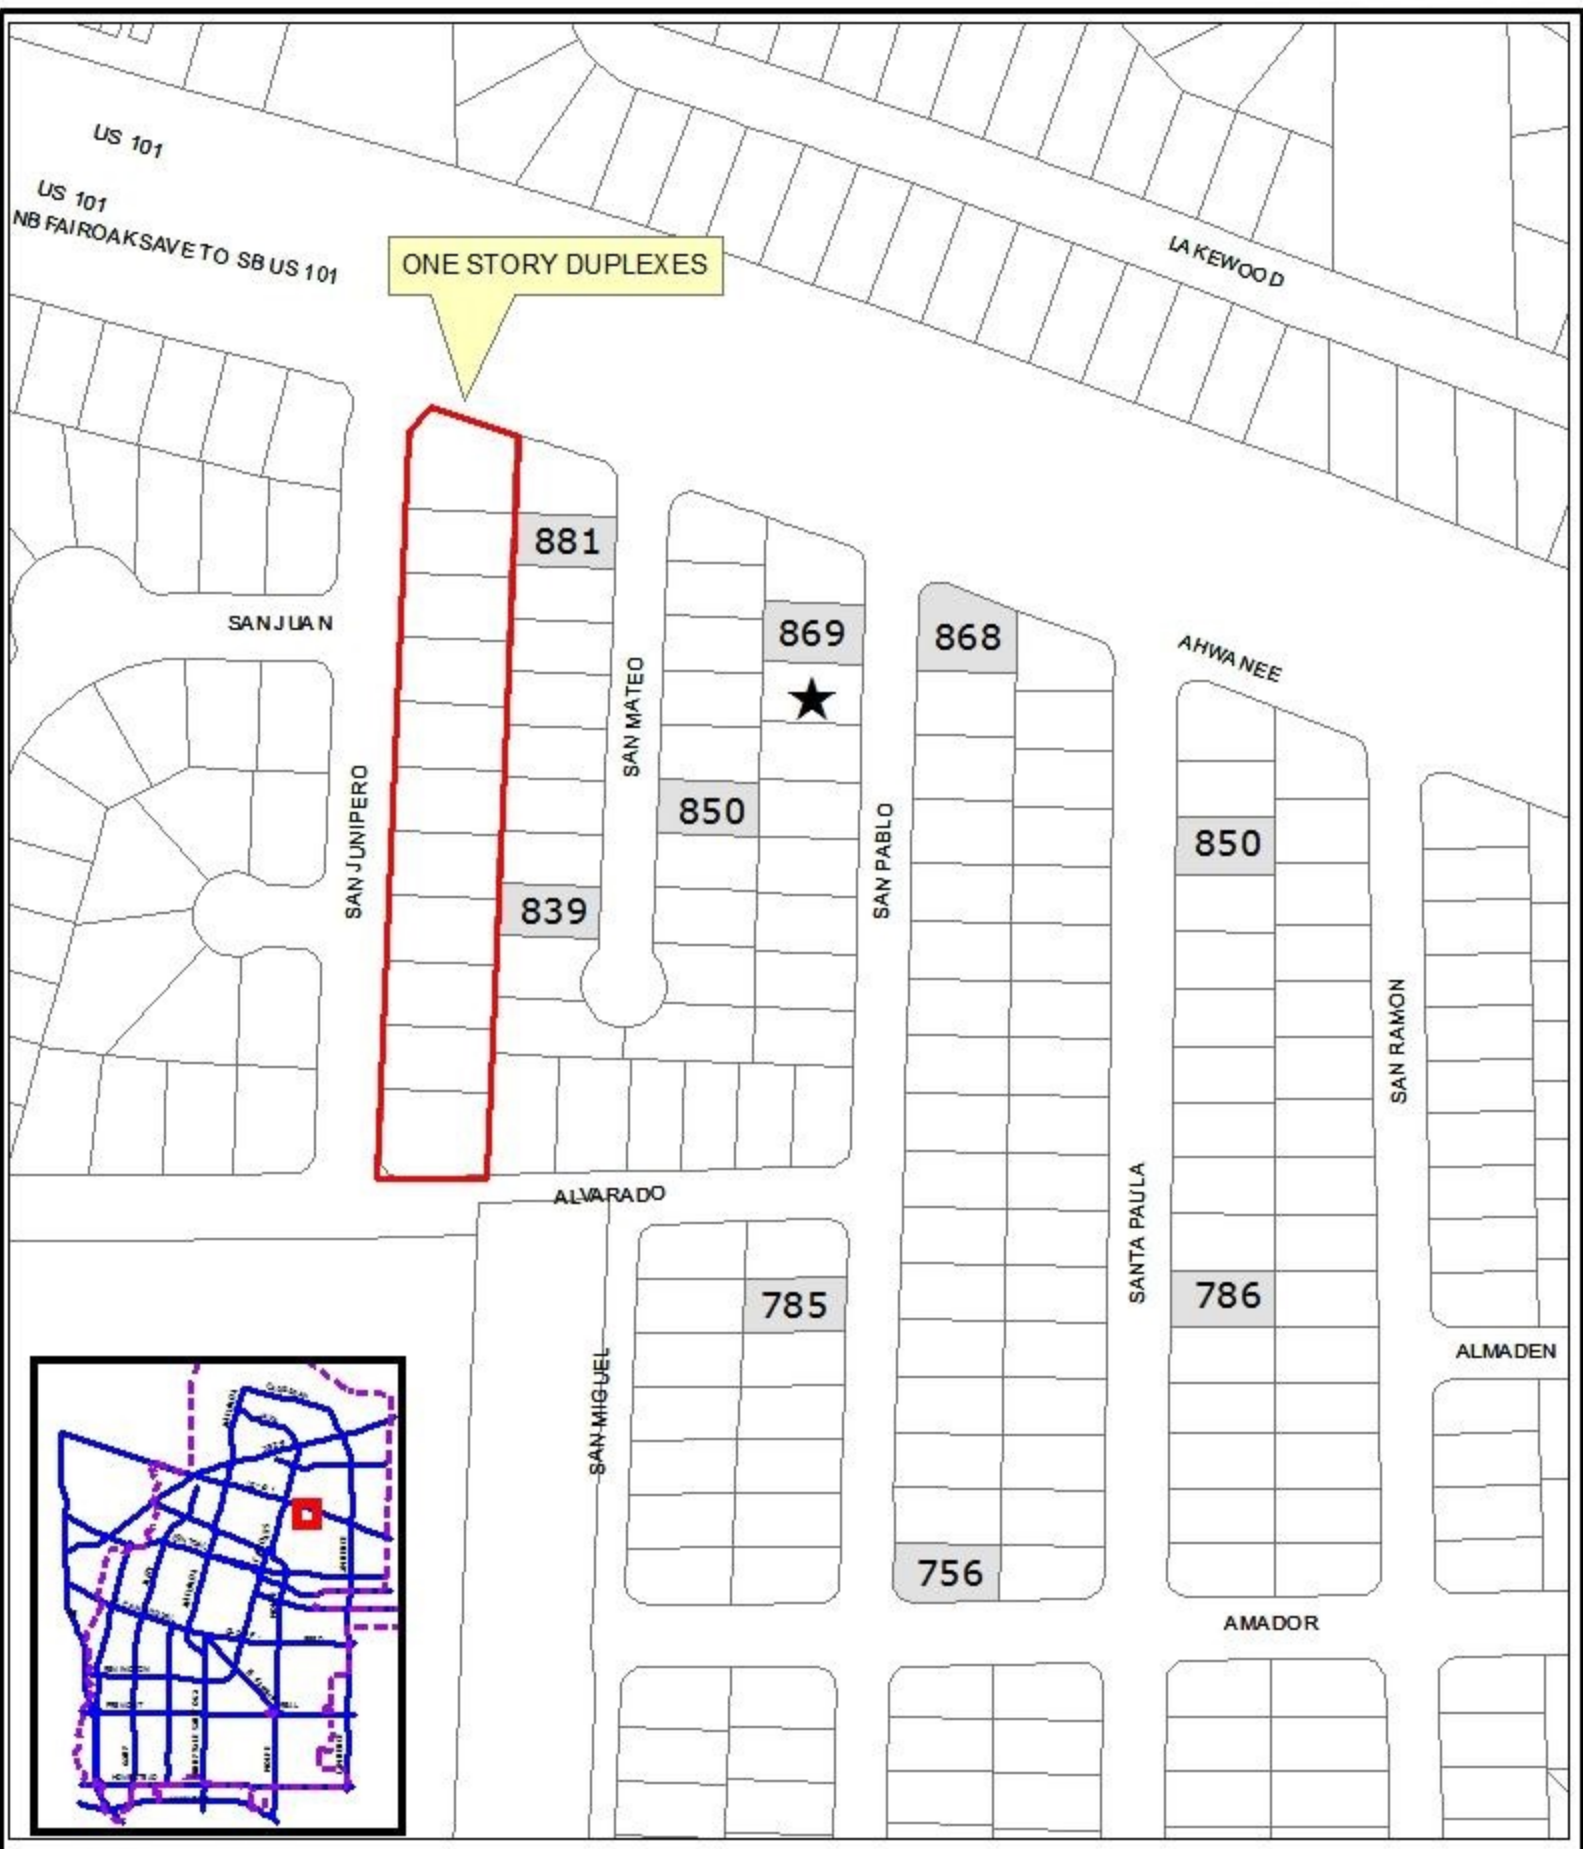 US 101
US 101
NB FAIROAKS AVE TO SB US 101
ONE STORY DUPLEXES
LAKEWOOD
881
SAN JUAN
869
868
AHWANEE
SAN MATEO
SAN JUNIPERO
850
SAN PABLO
850
839
SAN RAMON
ALVARADO
SANTA PAULA
785
786
SAN MIGUEL
ALMADEN
756
AMADOR